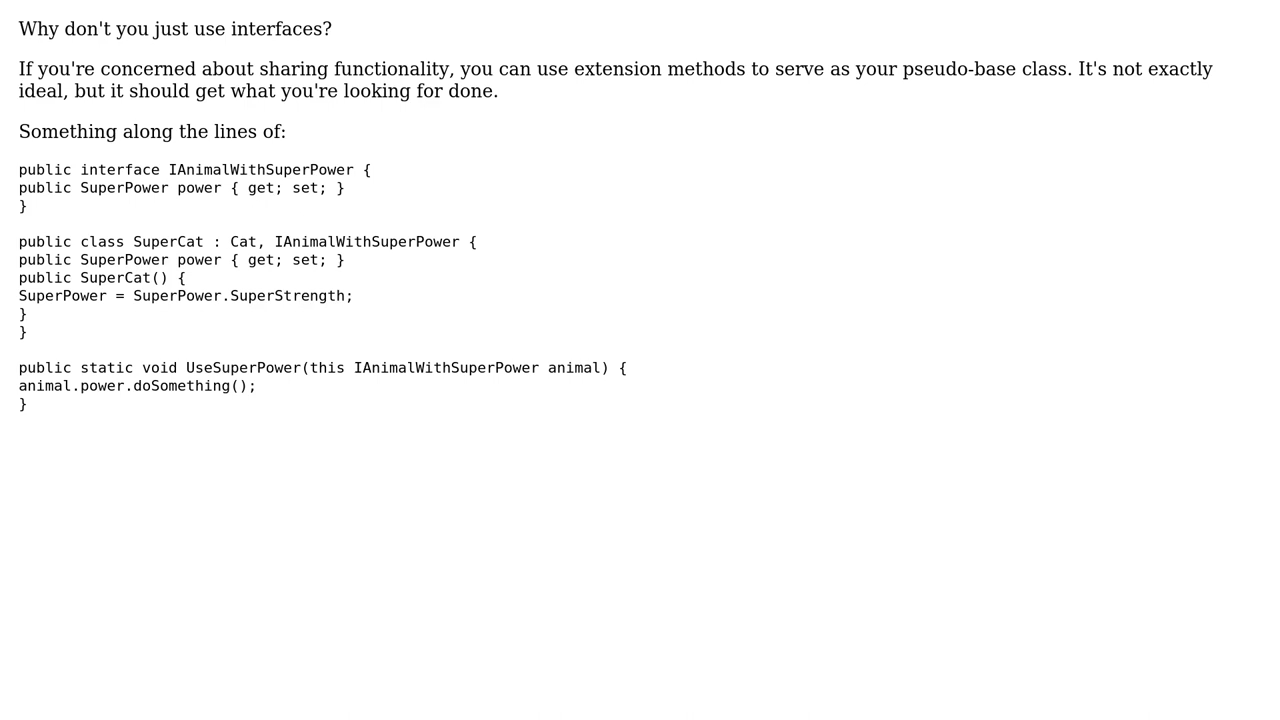 Why don't you just use interfaces?
If you're concerned about sharing functionality, you can use extension methods to serve as your pseudo-base class. It's not exactly
ideal, but it should get what you're looking for done.
Something along the lines of:
public interface IAnimalWithSuperPower {
public SuperPower power { get; set; }
}
public class SuperCat : Cat, IAnimalWithSuperPower {
public SuperPower power { get; set; }
public SuperCat() {
SuperPower = SuperPower.SuperStrength;
}
}
public static void UseSuperPower(this IAnimalWithSuperPower animal) {
animal.power.doSomething();
}